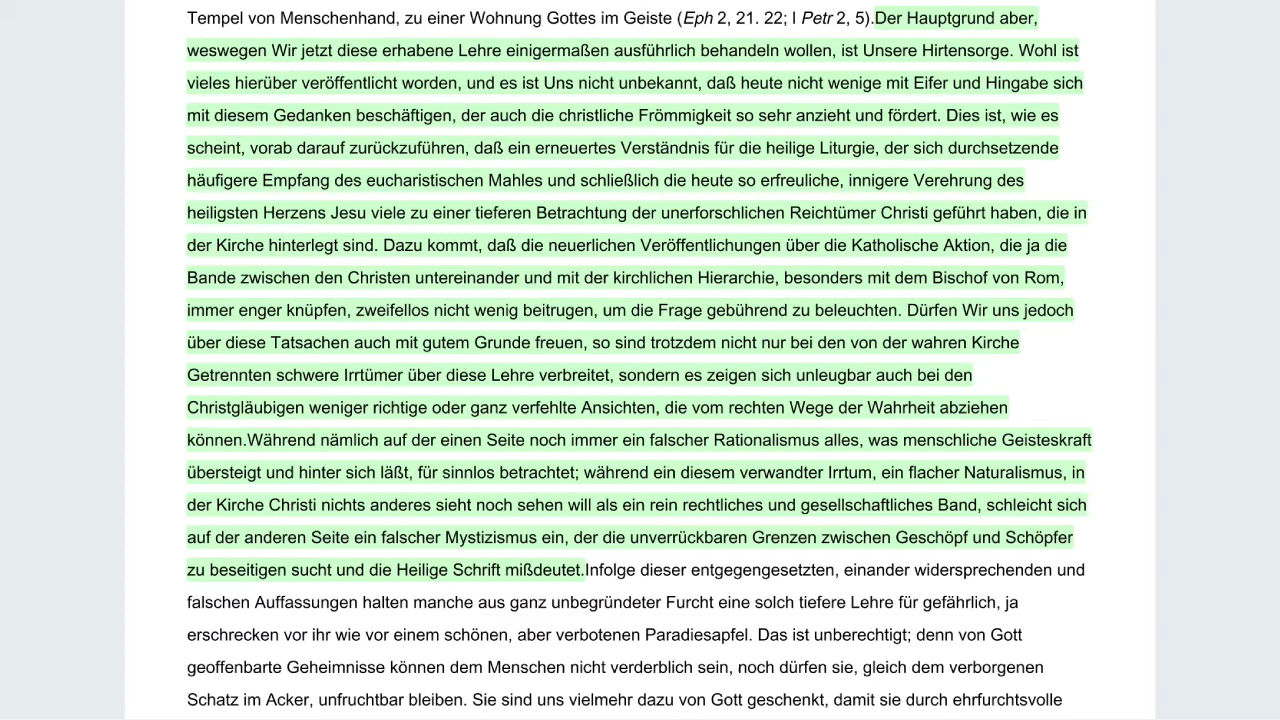 Tempel von Menschenhand, zu einer Wohnung Gottes im Geiste (Eph 2, 21. 22; I Petr 2, 5).Der Hauptgrund aber,
weswegen Wir jetzt diese erhabene Lehre einigermaßen ausführlich behandeln wollen, ist Unsere Hirtensorge. Wohl ist
vieles hierüber veröffentlicht worden, und es ist Uns nicht unbekannt, daß heute nicht wenige mit Eifer und Hingabe sich
mit diesem Gedanken beschäftigen, der auch die christliche Frömmigkeit so sehr anzieht und fördert. Dies ist, wie es
scheint, vorab darauf zurückzuführen, daß ein erneuertes Verständnis für die heilige Liturgie, der sich durchsetzende
häufigere Empfang des eucharistischen Mahles und schließlich die heute so erfreuliche, innigere Verehrung des
heiligsten Herzens Jesu viele zu einer tieferen Betrachtung der unerforschlichen Reichtümer Christi geführt haben, die in
der Kirche hinterlegt sind. Dazu kommt, daß die neuerlichen Veröffentlichungen über die Katholische Aktion, die ja die
Bande zwischen den Christen untereinander und mit der kirchlichen Hierarchie, besonders mit dem Bischof von Rom,
immer enger knüpfen, zweifellos nicht wenig beitrugen, um die Frage gebührend zu beleuchten. Dürfen Wir uns jedoch
über diese Tatsachen auch mit gutem Grunde freuen, so sind trotzdem nicht nur bei den von der wahren Kirche
Getrennten schwere Irrtümer über diese Lehre verbreitet, sondern es zeigen sich unleugbar auch bei den
Christgläubigen weniger richtige oder ganz verfehlte Ansichten, die vom rechten Wege der Wahrheit abziehen
können.Während nämlich auf der einen Seite noch immer ein falscher Rationalismus alles, was menschliche Geisteskraft
übersteigt und hinter sich läßt, für sinnlos betrachtet; während ein diesem verwandter Irrtum, ein flacher Naturalismus, in
der Kirche Christi nichts anderes sieht noch sehen will als ein rein rechtliches und gesellschaftliches Band, schleicht sich
auf der anderen Seite ein falscher Mystizismus ein, der die unverrückbaren Grenzen zwischen Geschöpf und Schöpfer
zu beseitigen sucht und die Heilige Schrift mißdeutet.Infolge dieser entgegengesetzten, einander widersprechenden und
falschen Auffassungen halten manche aus ganz unbegründeter Furcht eine solch tiefere Lehre für gefährlich, ja
erschrecken vor ihr wie vor einem schönen, aber verbotenen Paradiesapfel. Das ist unberechtigt; denn von Gott
geoffenbarte Geheimnisse können dem Menschen nicht verderblich sein, noch dürfen sie, gleich dem verborgenen
Schatz im Acker, unfruchtbar bleiben. Sie sind uns vielmehr dazu von Gott geschenkt, damit sie durch ehrfurchtsvolle